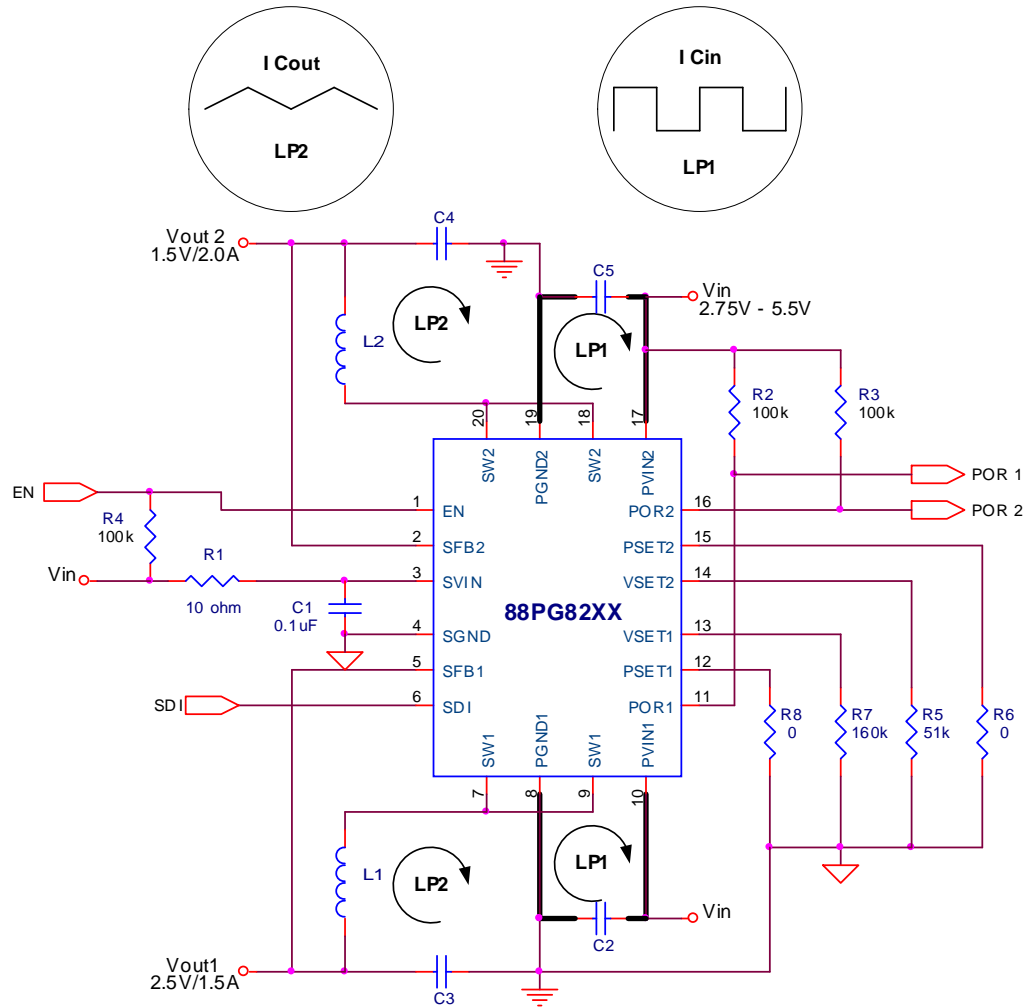 I Cout
LP2
I Cin
LP1
Vout 2
1.5V/2.0A
C4
C5
Vin
2.75V - 5.5V
L2
LP2
LP1
R2
100k
R3
100k
20
19
18
17
SW2
PGND2
SW2
PVIN2
POR 1
POR 2
EN
R4
100k
R1
10 ohm
Vin
C1
0.1uF
SDI
1
2
3
4
5
6
EN
SFB2
SVIN
SGND
SFB1
SDI
88PG82XX
POR2
PSET2
VSET2
VSET1
PSET1
POR1
16
15
14
13
12
11
R8
0
R7
160k
R5
51k
R6
0
SW1
PGND1
SW1
PVIN1
7
8
9
10
L1
LP2
LP1
Vin
C2
Vout1
2.5V/1.5A
C3